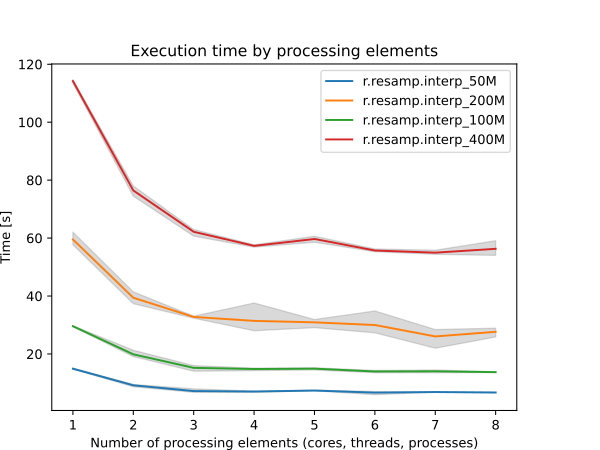 Execution time by processing elements
120
100
80
60
40
20
Time [s]
r.resamp.interp_50M
r.resamp.interp_200M
r.resamp.interp_100M
r.resamp.interp_400M
1 2 3 4 5 6 7 8
Number of processing elements (cores, threads, processes)